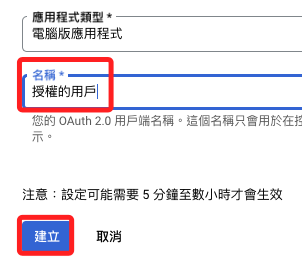 應用程式類型 *
電腦版應用程式
名稱 *
授權的用戶
您的 OAuth 2.0 用戶端名稱。這個名稱只會用於在控
示。
注意：設定可能需要 5 分鐘至數小時才會生效
建立 取消